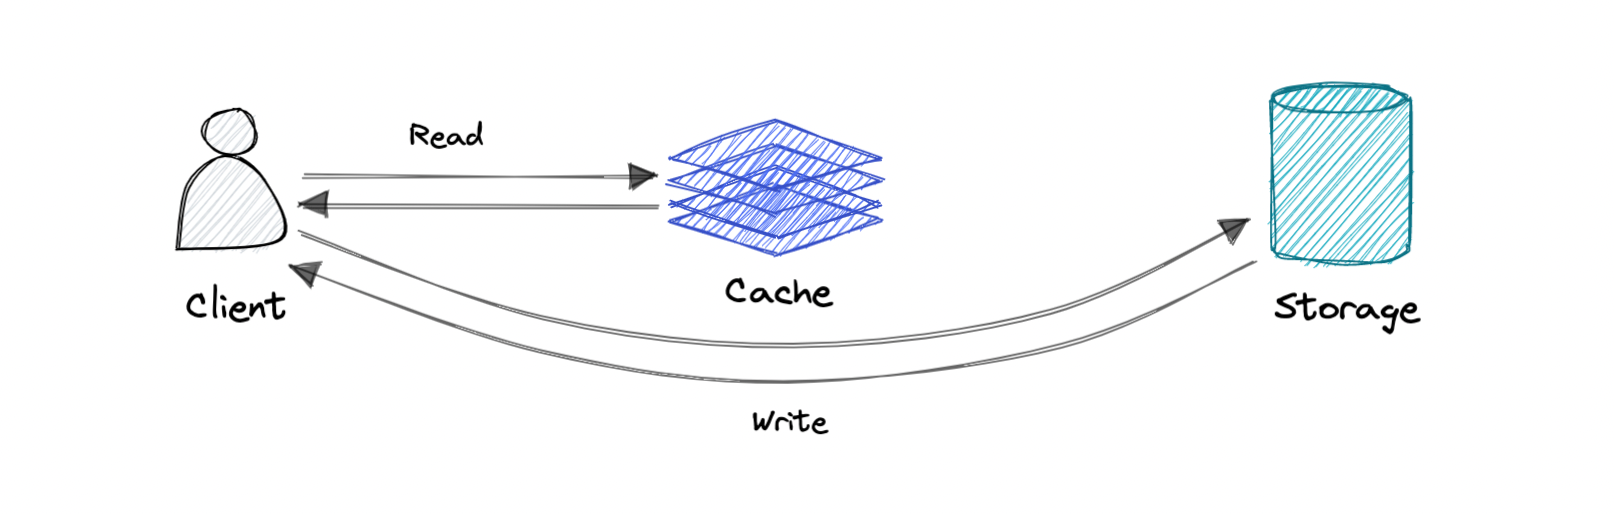 Read
Client
Cache
Storage
Write